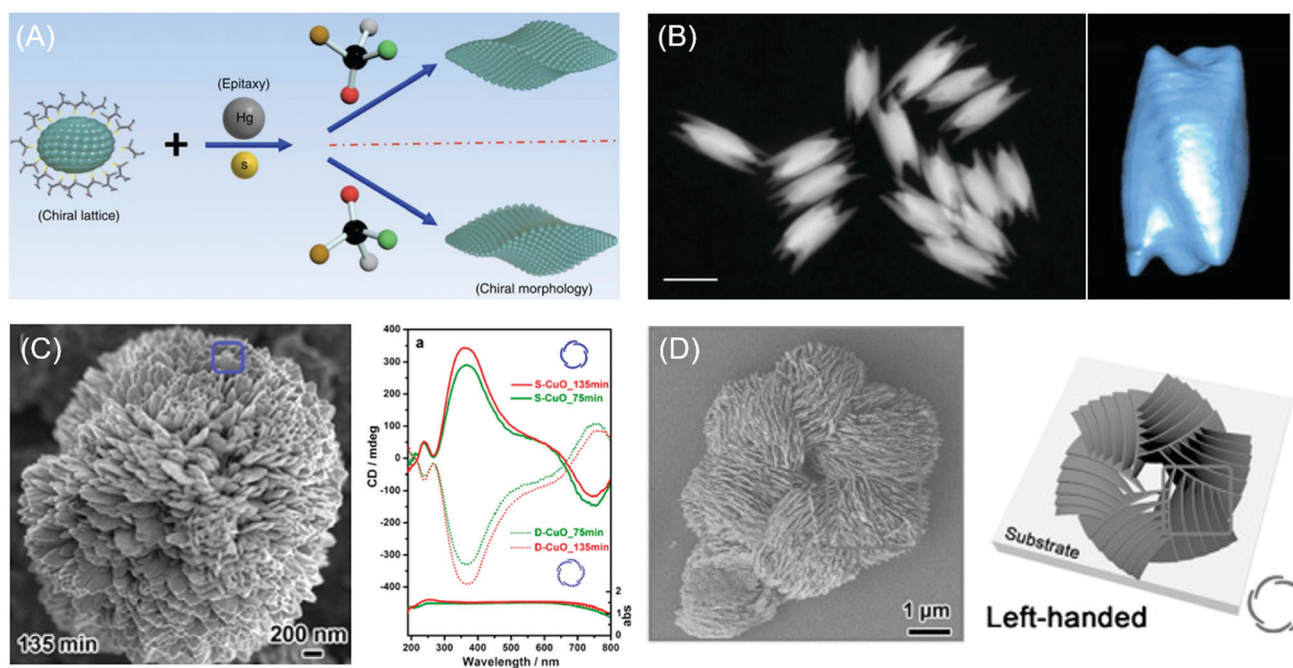 (A)
(Epitaxy)
Hg
S
+
(Chiral lattice)
(Chiral morphology)
(B)
(C)
135 min
200 nm
a
S-CuO_135min
S-CuO_75min
D-CuO_75min
D-CuO_135min
CD / mdeg
400
300
200
100
0
-100
-200
-300
-400
2
1
0
abs
200 300 400 500 600 700 800
Wavelength / nm
(D)
1 µm
Substrate
Left-handed